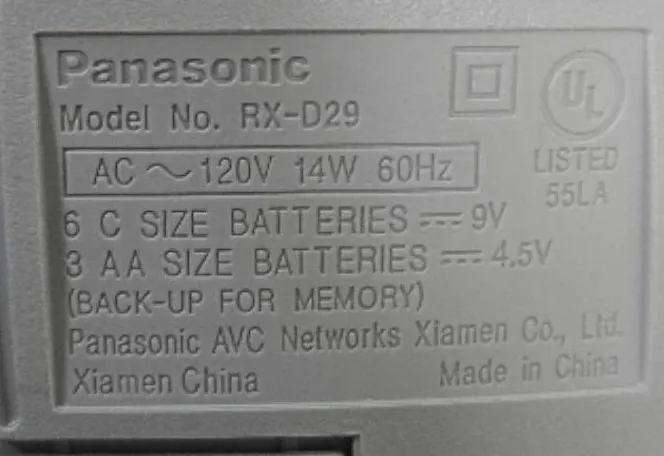 Panasonic
Model No. RX-D29
UL
LISTED
55LA
AC ～ 120V 14W 60Hz
6 C SIZE BATTERIES ⎓ 9V
3 AA SIZE BATTERIES ⎓ 4.5V
(BACK-UP FOR MEMORY)
Panasonic AVC Networks Xiamen Co., Ltd.
Xiamen China Made in China